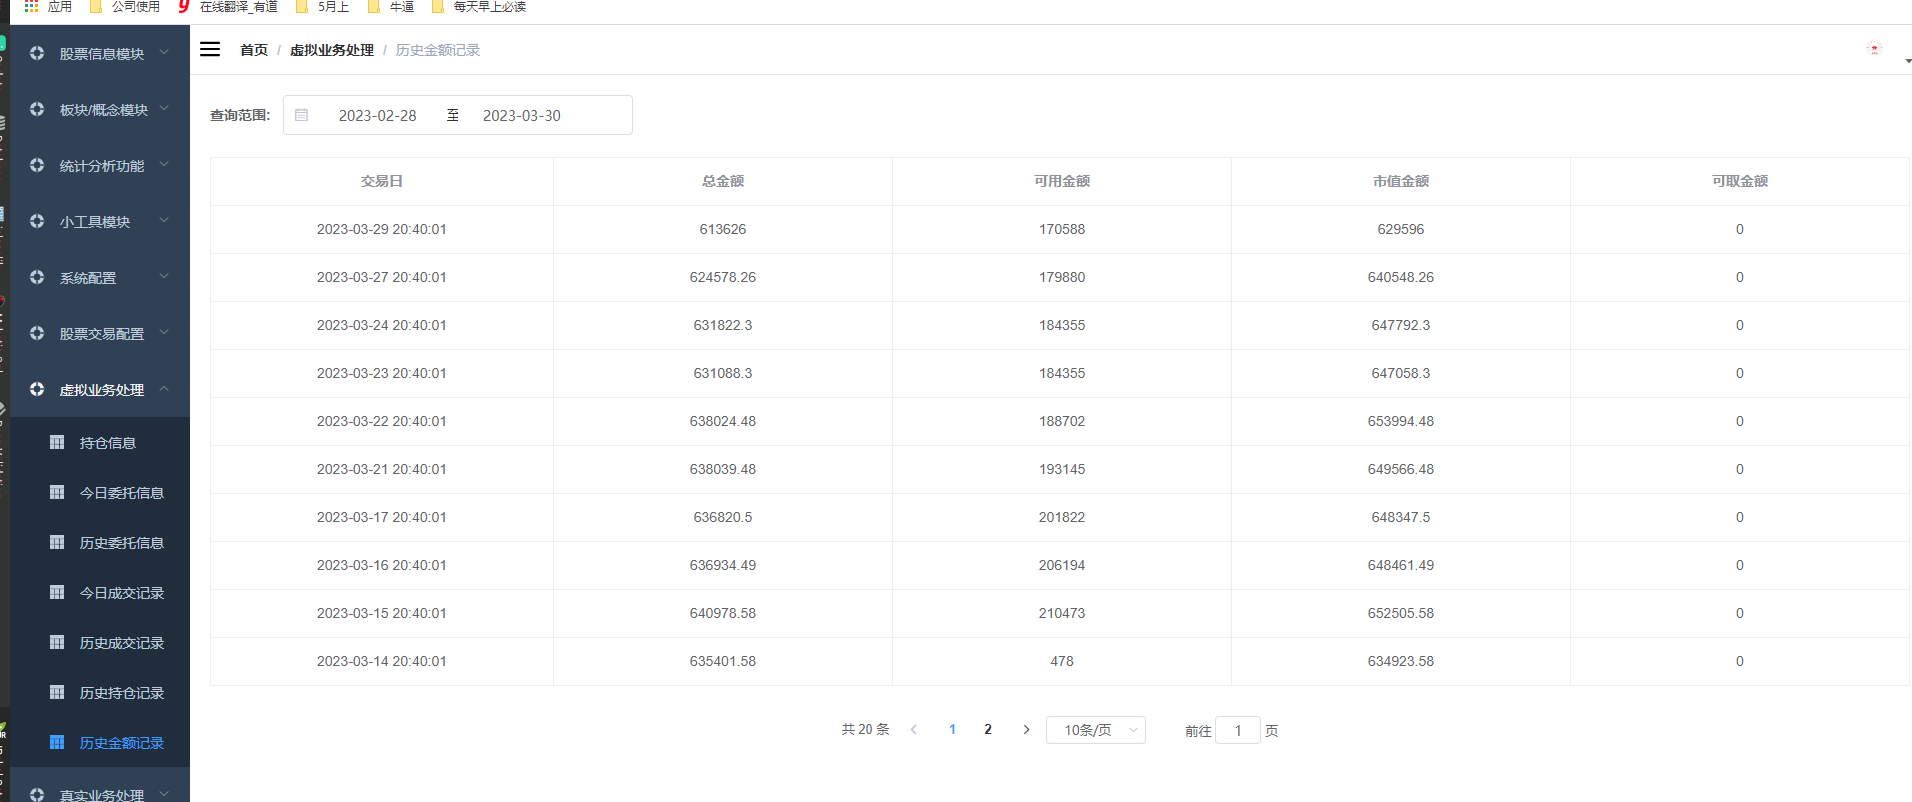 应用 公司使用 在线翻译_有道 5月上 牛逼 每天早上必读
股票信息模块
板块/概念模块
统计分析功能
小工具模块
系统配置
股票交易配置
虚拟业务处理
持仓信息
今日委托信息
历史委托信息
今日成交记录
历史成交记录
历史持仓记录
历史金额记录
真实业务处理
首页 / 虚拟业务处理 / 历史金额记录
查询范围: 2023-02-28 至 2023-03-30
交易日 总金额 可用金额 市值金额 可取金额
2023-03-29 20:40:01 613626 170588 629596 0
2023-03-27 20:40:01 624578.26 179880 640548.26 0
2023-03-24 20:40:01 631822.3 184355 647792.3 0
2023-03-23 20:40:01 631088.3 184355 647058.3 0
2023-03-22 20:40:01 638024.48 188702 653994.48 0
2023-03-21 20:40:01 638039.48 193145 649566.48 0
2023-03-17 20:40:01 636820.5 201822 648347.5 0
2023-03-16 20:40:01 636934.49 206194 648461.49 0
2023-03-15 20:40:01 640978.58 210473 652505.58 0
2023-03-14 20:40:01 635401.58 478 634923.58 0
共 20 条 1 2 10条/页 前往 1 页